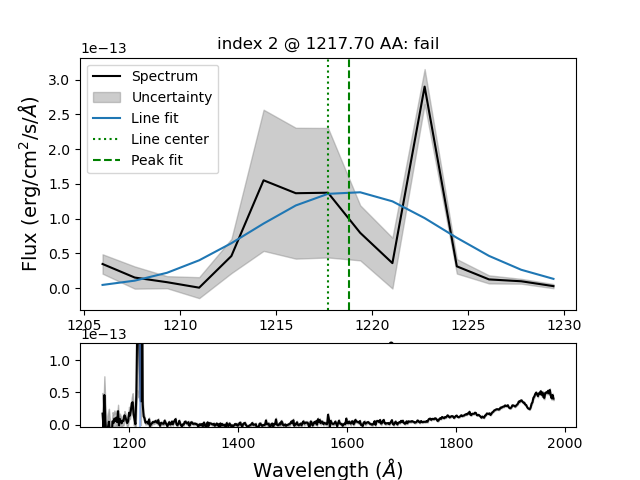 index 2 @ 1217.70 AA: fail
1e−13
Flux (erg/cm²/s/Å)
3.0
2.5
2.0
1.5
1.0
0.5
0.0
Spectrum
Uncertainty
Line fit
Line center
Peak fit
1205 1210 1215 1220 1225 1230
1e−13
1.0
0.5
0.0
1200 1400 1600 1800 2000
Wavelength (Å)